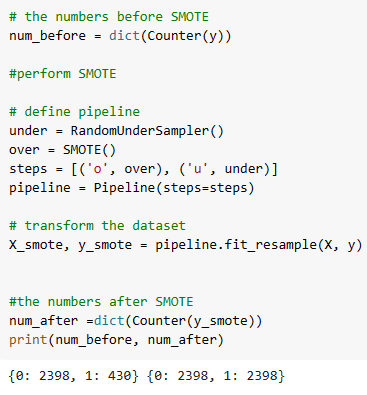 # the numbers before SMOTE
num_before = dict(Counter(y))
#perform SMOTE
# define pipeline
under = RandomUnderSampler()
over = SMOTE()
steps = [('o', over), ('u', under)]
pipeline = Pipeline(steps=steps)
# transform the dataset
X_smote, y_smote = pipeline.fit_resample(X, y)
#the numbers after SMOTE
num_after =dict(Counter(y_smote))
print(num_before, num_after)
{0: 2398, 1: 430} {0: 2398, 1: 2398}